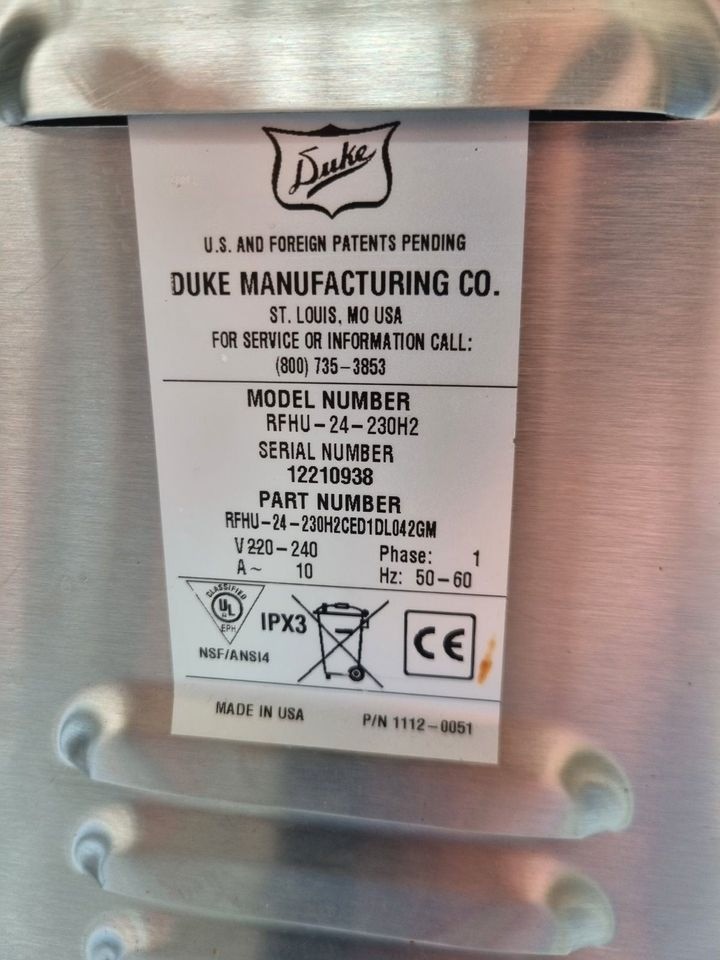 Duke
U.S. AND FOREIGN PATENTS PENDING
DUKE MANUFACTURING CO.
ST. LOUIS, MO USA
FOR SERVICE OR INFORMATION CALL:
(800) 735-3853
MODEL NUMBER
RFHU-24-230H2
SERIAL NUMBER
12210938
PART NUMBER
RFHU-24-230H2CED1DL042GM
V 220-240 Phase: 1
A~ 10 Hz: 50-60
CLASSIFIED
UL
EPH
IPX3
CE
NSF/ANSI4
MADE IN USA P/N 1112-0051